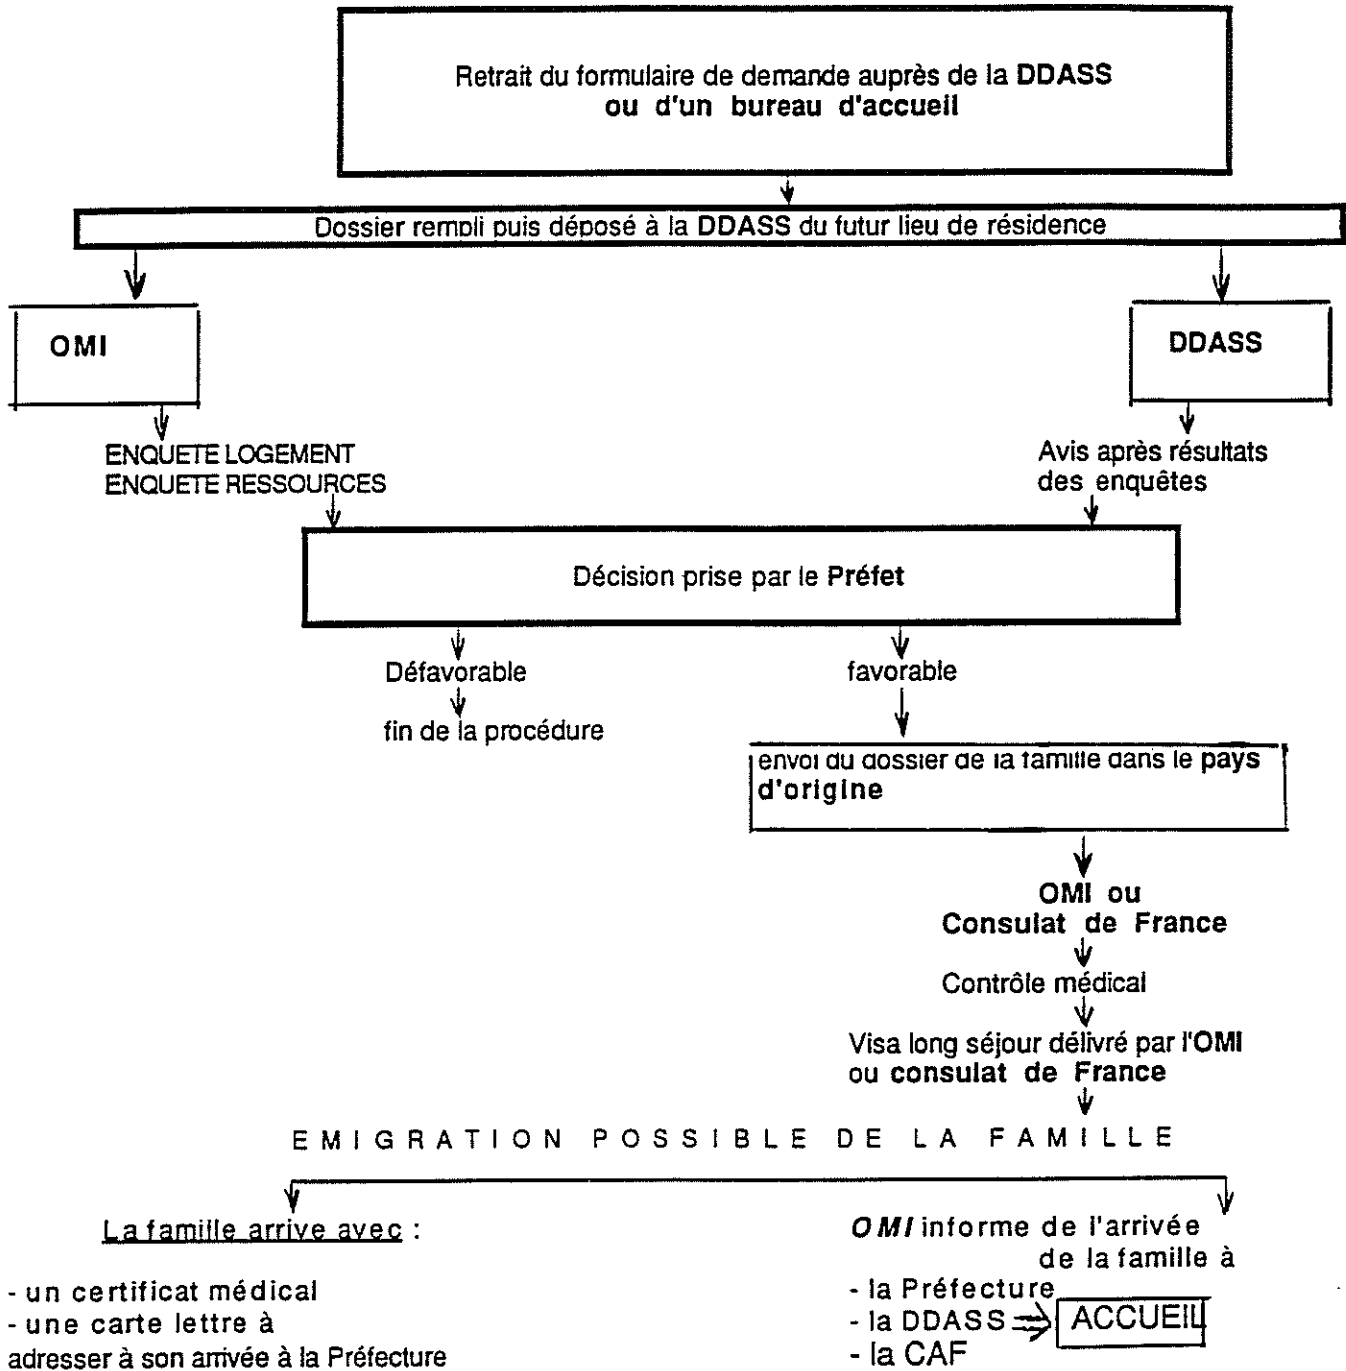 Retrait du formulaire de demande auprès de la DDASS
ou d'un bureau d'accueil
Dossier rempli puis déposé à la DDASS du futur lieu de résidence
OMI
DDASS
ENQUETE LOGEMENT
ENQUETE RESSOURCES
Avis après résultats
des enquêtes
Décision prise par le Préfet
Défavorable
favorable
fin de la procédure
envoi du dossier de la famille dans le pays
d'origine
OMI ou
Consulat de France
Contrôle médical
Visa long séjour délivré par l'OMI
ou consulat de France
EMIGRATION POSSIBLE DE LA FAMILLE
La famille arrive avec :
- un certificat médical
- une carte lettre à
adresser à son arrivée à la Préfecture
OMI informe de l'arrivée
de la famille à
- la Préfecture
- la DDASS ⇒ ACCUEIL
- la CAF